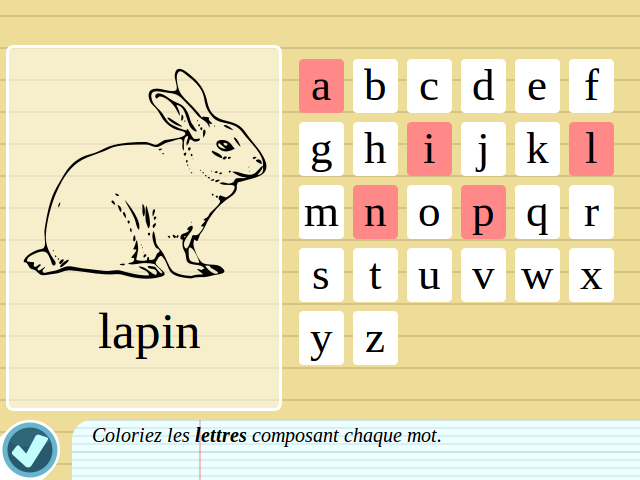 a b c d e f
g h i j k l
m n o p q r
s t u v w x
y z
lapin
Coloriez les lettres composant chaque mot.